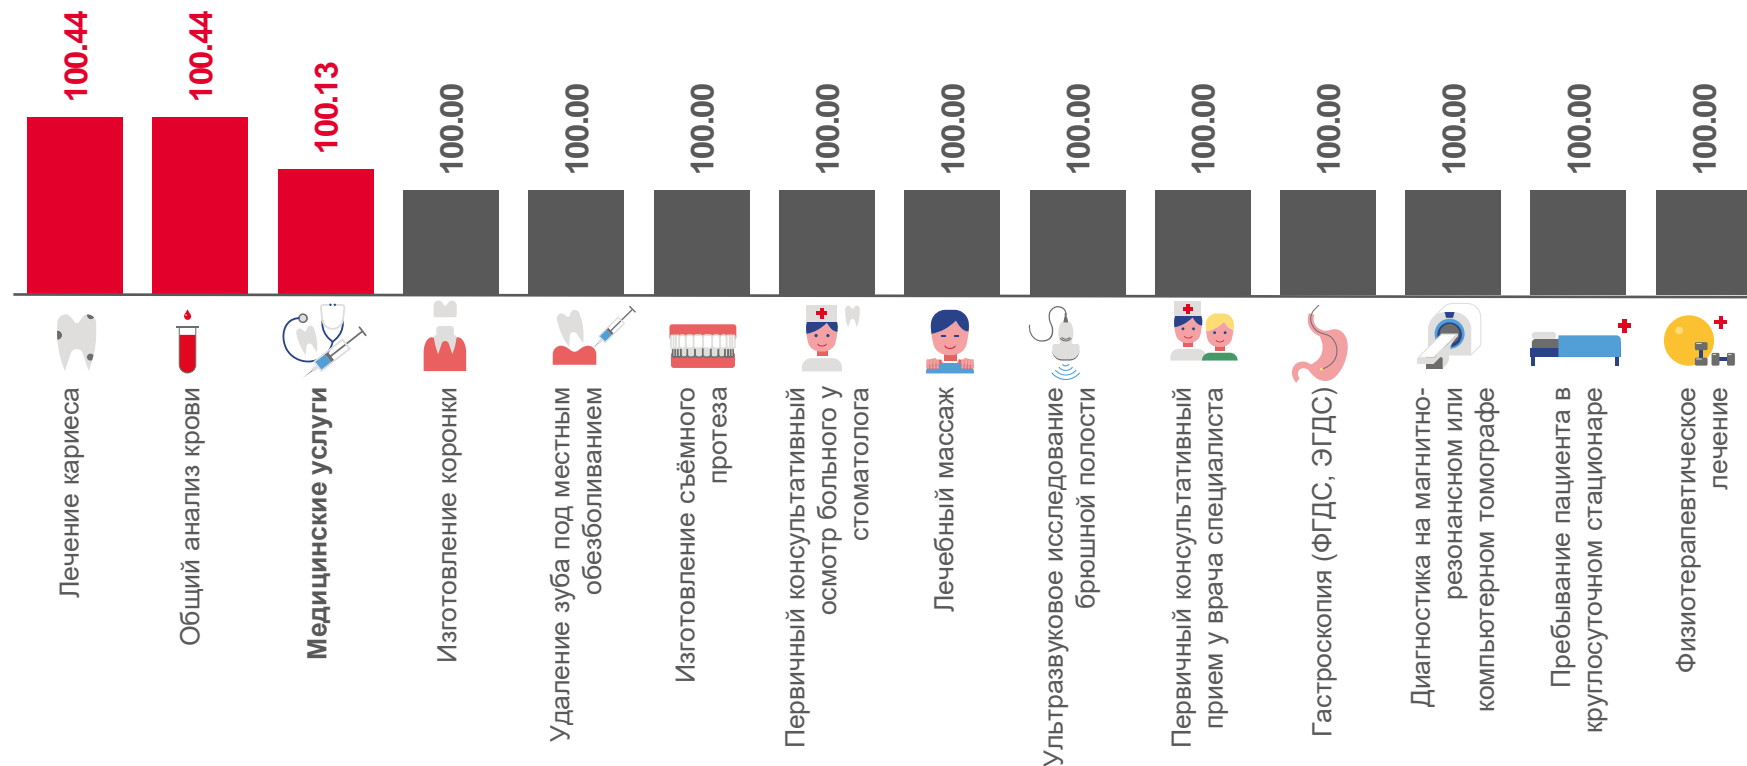 100.44
100.44
100.13
100.00
100.00
100.00
100.00
100.00
100.00
100.00
100.00
100.00
100.00
100.00
Лечение кариеса
Общий анализ крови
Медицинские услуги
Изготовление коронки
Удаление зуба под местным
обезболиванием
Изготовление съёмного
протеза
Первичный консультативный
осмотр больного у
стоматолога
Лечебный массаж
Ультразвуковое исследование
брюшной полости
Первичный консультативный
прием у врача специалиста
Гастроскопия (ФГДС, ЭГДС)
Диагностика на магнитно-
резонансном или
компьютерном томографе
Пребывание пациента в
круглосуточном стационаре
Физиотерапевтическое
лечение